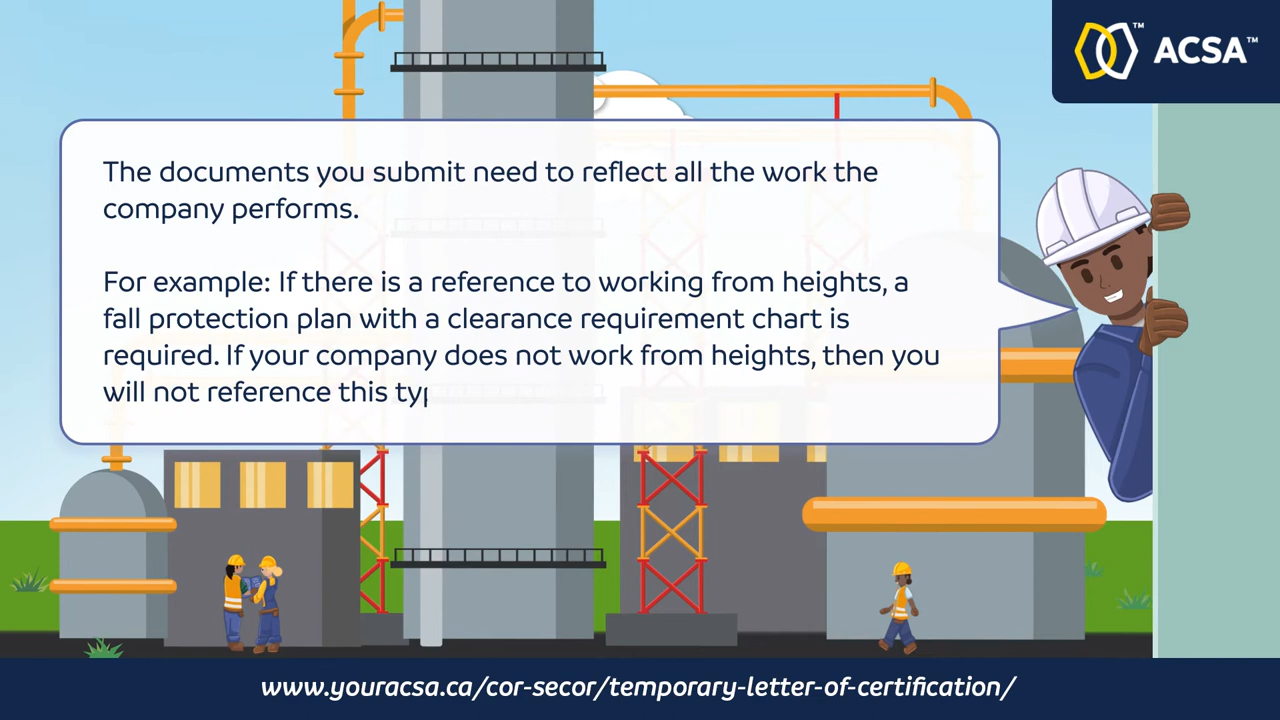 ACSA™
The documents you submit need to reflect all the work the
company performs.
For example: If there is a reference to working from heights, a
fall protection plan with a clearance requirement chart is
required. If your company does not work from heights, then you
will not reference this
www.youracsa.ca/cor-secor/temporary-letter-of-certification/